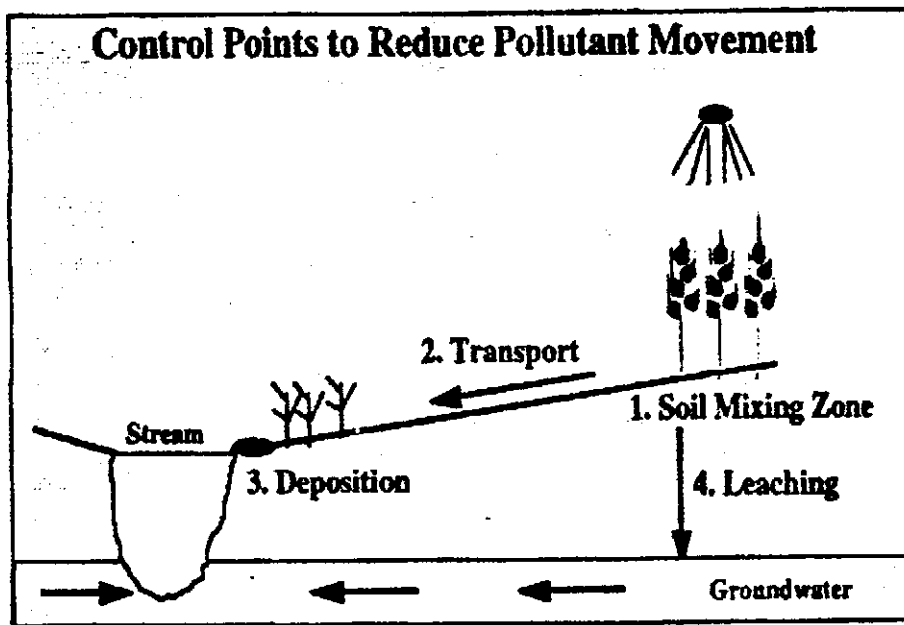 Control Points to Reduce Pollutant Movement
2. Transport
1. Soil Mixing Zone
Stream
3. Deposition
4. Leaching
Groundwater